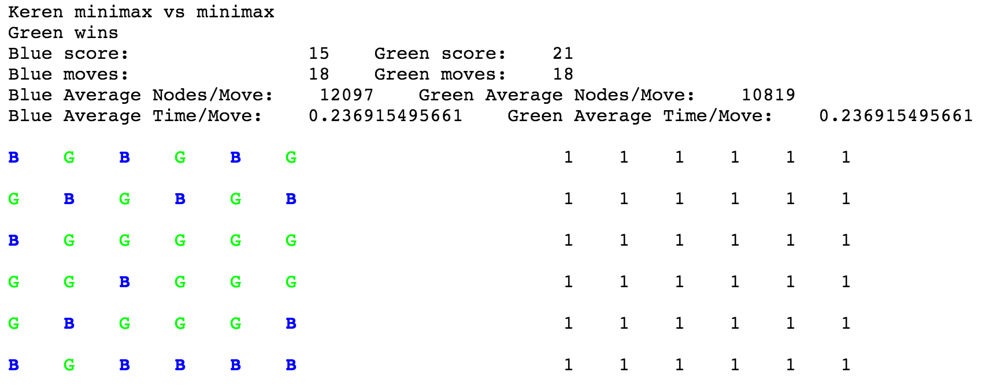 Keren minimax vs minimax
Green wins
Blue score: 15 Green score: 21
Blue moves: 18 Green moves: 18
Blue Average Nodes/Move: 12097 Green Average Nodes/Move: 10819
Blue Average Time/Move: 0.236915495661 Green Average Time/Move: 0.236915495661
B G B G B G 1 1 1 1 1 1
G B G B G B 1 1 1 1 1 1
B G G G G G 1 1 1 1 1 1
G G B G G G 1 1 1 1 1 1
G B G G G B 1 1 1 1 1 1
B G B B B B 1 1 1 1 1 1